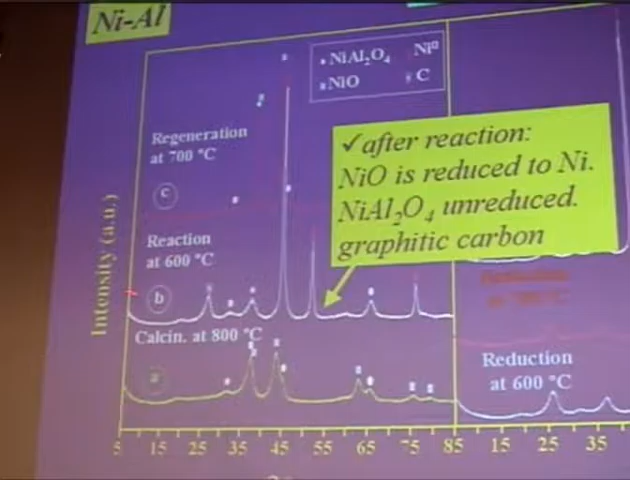 Ni-Al
NiAl₂O₄ Ni⁰
NiO C
Regeneration
at 700 °C
c
✓after reaction:
NiO is reduced to Ni.
NiAl₂O₄ unreduced.
graphitic carbon
Reaction
at 600 °C
b
Calcin. at 800 °C
a
Intensity (a.u.)
Reduction
at 600 °C
5 15 25 35 45 55 65 75 85 15 25 35